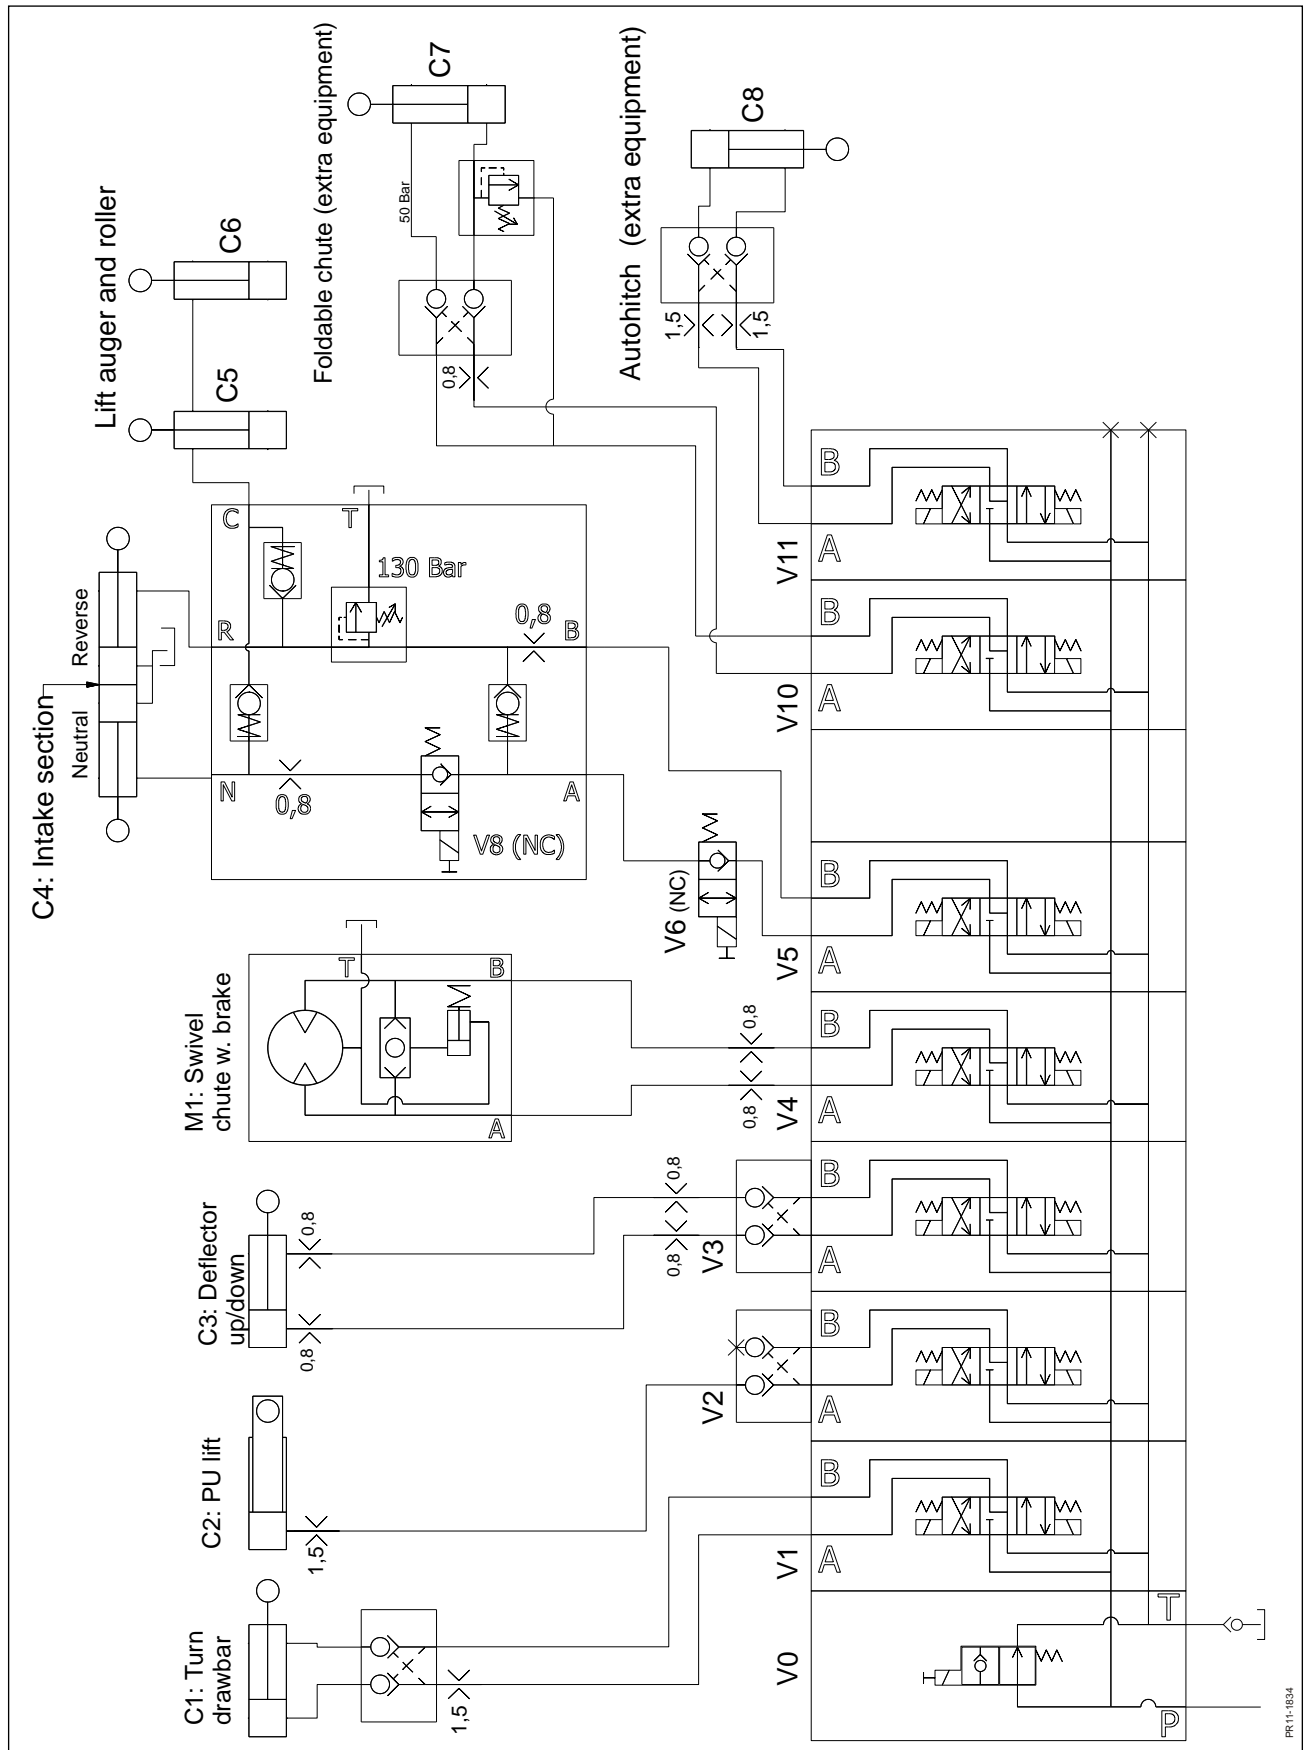 C4: Intake section
Neutral
Reverse
Lift auger and roller
C5
C6
Foldable chute (extra equipment)
C7
50 Bar
0,8
Autohitch (extra equipment)
C8
1,5
1,5
N
R
C
T
130 Bar
0,8
0,8
A
B
V8 (NC)
V6 (NC)
M1: Swivel
chute w. brake
T
B
A
0,8
0,8
C3: Deflector
up/down
0,8
0,8
0,8
0,8
C2: PU lift
1,5
C1: Turn
drawbar
1,5
V0
P
T
V1
A
B
V2
A
B
V3
A
B
V4
A
B
V5
A
B
V10
A
B
V11
A
B
PR11-1834